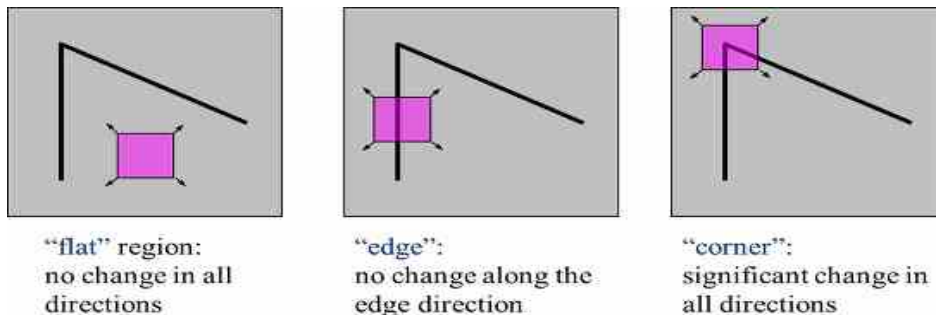 “flat” region:
no change in all
directions
“edge”:
no change along the
edge direction
“corner”:
significant change in
all directions